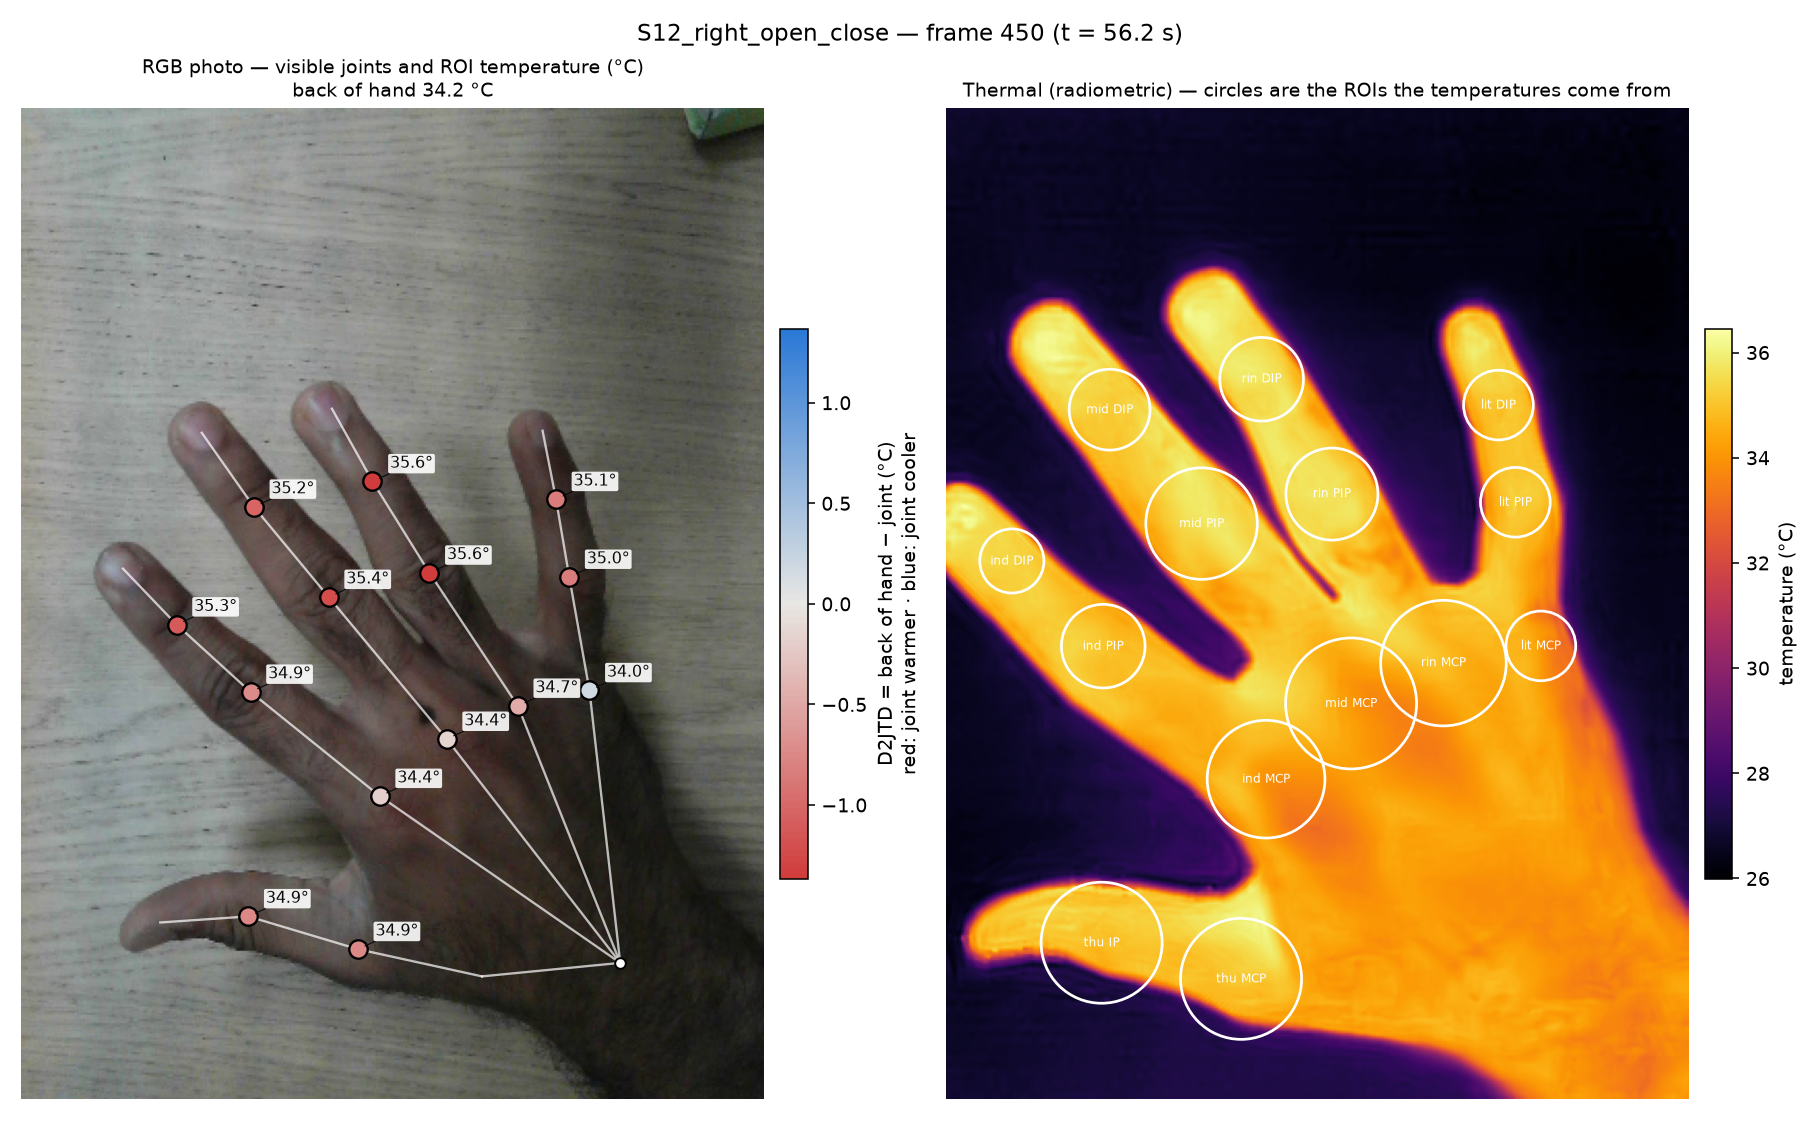 S12_right_open_close — frame 450 (t = 56.2 s)
RGB photo — visible joints and ROI temperature (°C)
back of hand 34.2 °C
35.6°
35.2°
35.1°
35.6°
35.4°
35.0°
35.3°
34.9°
34.0°
34.7°
34.4°
34.4°
34.9°
34.9°
1.0
0.5
0.0
−0.5
−1.0
D2JTD = back of hand − joint (°C)
red: joint warmer · blue: joint cooler
Thermal (radiometric) — circles are the ROIs the temperatures come from
rin DIP
mid DIP
lit DIP
rin PIP
lit PIP
mid PIP
ind DIP
ind PIP
lit MCP
rin MCP
mid MCP
ind MCP
thu IP
thu MCP
36
34
32
30
28
26
temperature (°C)